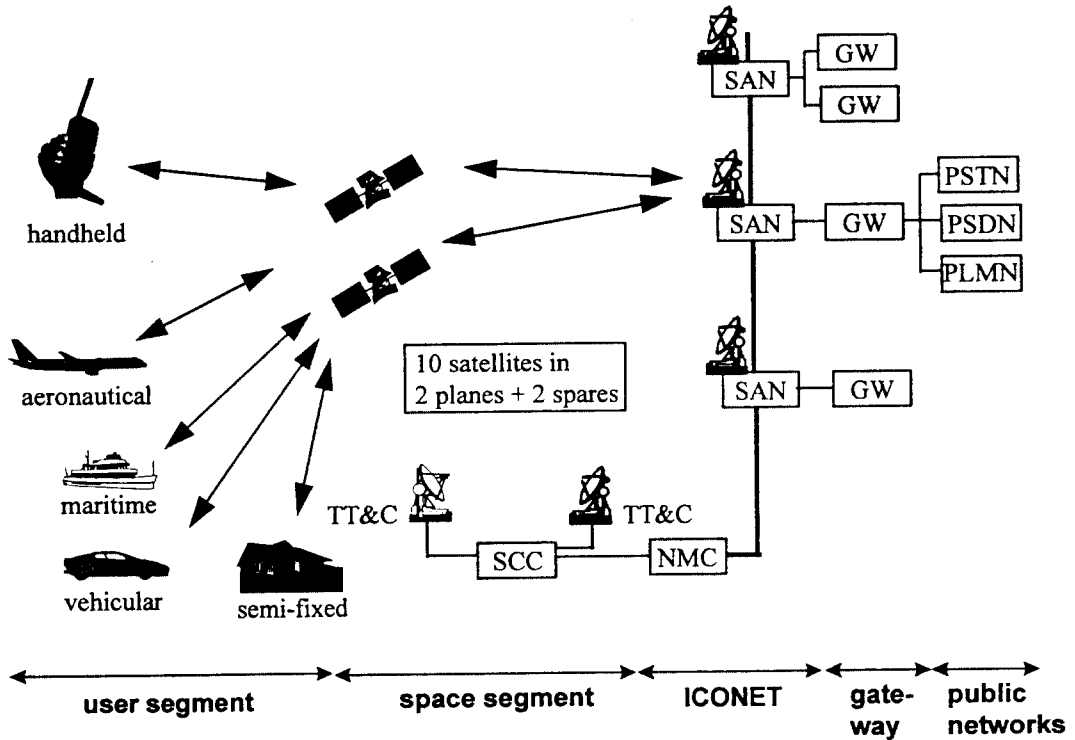 SAN
GW
GW
handheld
SAN
GW
PSTN
PSDN
PLMN
aeronautical
10 satellites in
2 planes + 2 spares
SAN
GW
maritime
TT&C
TT&C
SCC
NMC
vehicular
semi-fixed
user segment
space segment
ICONET
gate-
way
public
networks